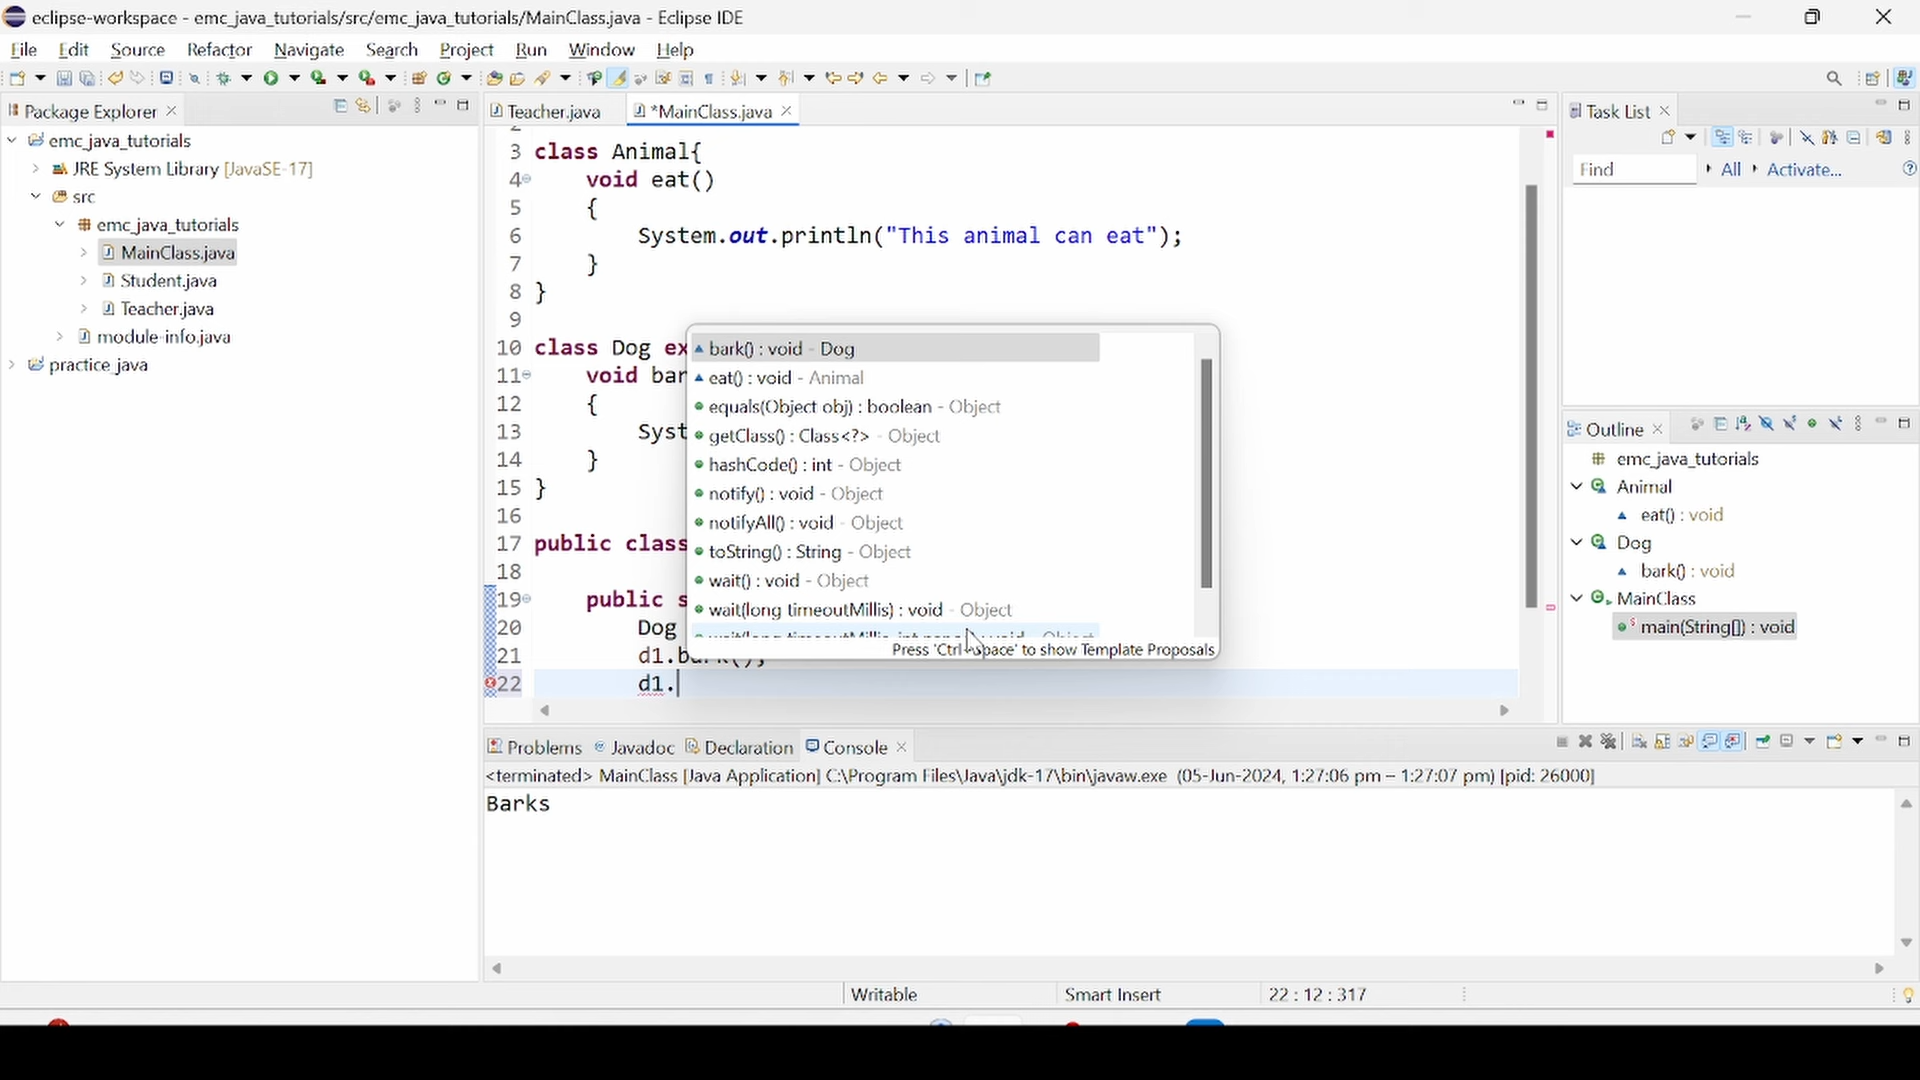 eclipse-workspace - emc_java_tutorials/src/emc_java_tutorials/MainClass.java - Eclipse IDE
File Edit Source Refactor Navigate Search Project Run Window Help
Package Explorer
emc_java_tutorials
JRE System Library [JavaSE-17]
src
emc_java_tutorials
MainClass.java
Student.java
Teacher.java
module-info.java
practice_java
Teacher.java *MainClass.java
3 class Animal{
4 void eat()
5 {
6 System.out.println("This animal can eat");
7 }
8 }
9
10 class Dog ex
11 void bar
12 {
13 Syst
14 }
15 }
16
17 public class
18
19 public s
20 Dog
21 d1.bark();
22 d1.
bark() : void - Dog
eat() : void - Animal
equals(Object obj) : boolean - Object
getClass() : Class<?> - Object
hashCode() : int - Object
notify() : void - Object
notifyAll() : void - Object
toString() : String - Object
wait() : void - Object
wait(long timeoutMillis) : void - Object
Press 'Ctrl+Space' to show Template Proposals
Task List
Find All Activate...
Outline
emc_java_tutorials
Animal
eat() : void
Dog
bark() : void
MainClass
main(String[]) : void
Problems Javadoc Declaration Console
<terminated> MainClass [Java Application] C:\Program Files\Java\jdk-17\bin\javaw.exe (05-Jun-2024, 1:27:06 pm – 1:27:07 pm) [pid: 26000]
Barks
Writable Smart Insert 22 : 12 : 317